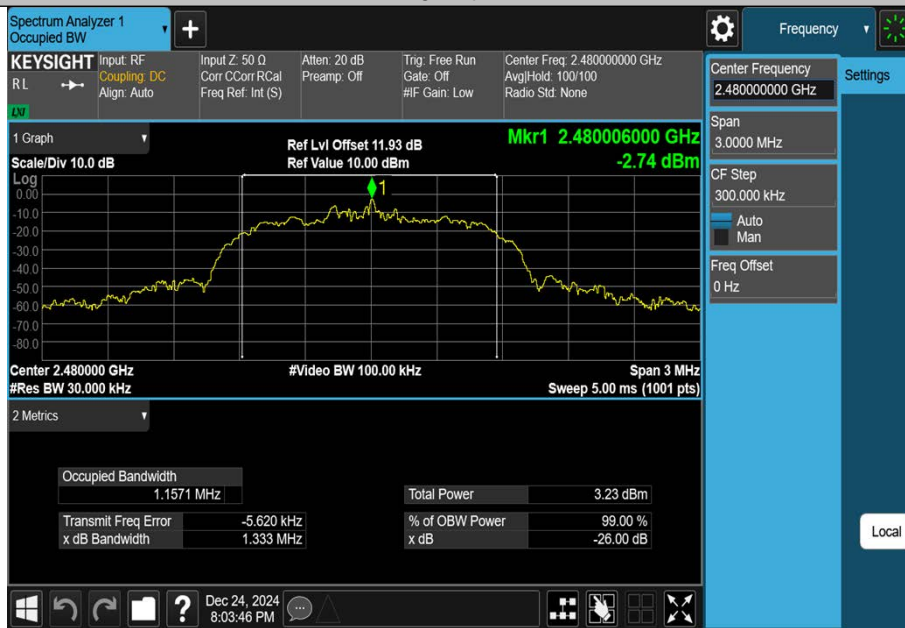 Spectrum Analyzer 1
Occupied BW
Frequency
KEYSIGHT
RL
LXI
Input: RF
Coupling: DC
Align: Auto
Input Z: 50 Ω
Corr CCorr RCal
Freq Ref: Int (S)
Atten: 20 dB
Preamp: Off
Trig: Free Run
Gate: Off
#IF Gain: Low
Center Freq: 2.480000000 GHz
Avg|Hold: 100/100
Radio Std: None
Center Frequency
2.480000000 GHz
Settings
Span
3.0000 MHz
CF Step
300.000 kHz
Auto
Man
Freq Offset
0 Hz
Local
1 Graph
Scale/Div 10.0 dB
Ref Lvl Offset 11.93 dB
Ref Value 10.00 dBm
Mkr1 2.480006000 GHz
-2.74 dBm
Log
1
0.00
-10.0
-20.0
-30.0
-40.0
-50.0
-60.0
-70.0
-80.0
Center 2.480000 GHz
#Video BW 100.00 kHz
Span 3 MHz
#Res BW 30.000 kHz
Sweep 5.00 ms (1001 pts)
2 Metrics
Occupied Bandwidth
1.1571 MHz
Total Power 3.23 dBm
Transmit Freq Error -5.620 kHz
% of OBW Power 99.00 %
x dB Bandwidth 1.333 MHz
x dB -26.00 dB
?
Dec 24, 2024
8:03:46 PM